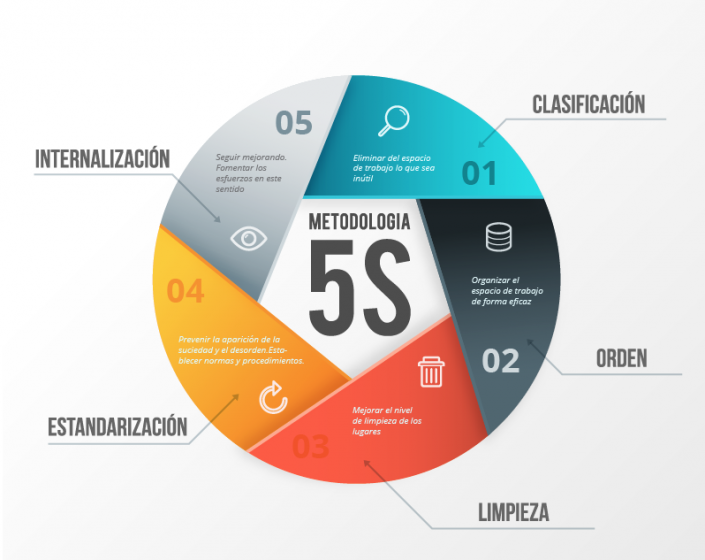 METODOLOGIA
5S
CLASIFICACIÓN
01
Eliminar del espacio
de trabajo lo que sea
inútil
ORDEN
02
Organizar el
espacio de trabajo
de forma eficaz
LIMPIEZA
03
Mejorar el nivel
de limpieza de los
lugares
ESTANDARIZACIÓN
04
Prevenir la aparición de la
suciedad y el desorden.Esta-
blecer normas y procedimientos.
INTERNALIZACIÓN
05
Seguir mejorando.
Fomentar los
esfuerzos en este
sentido